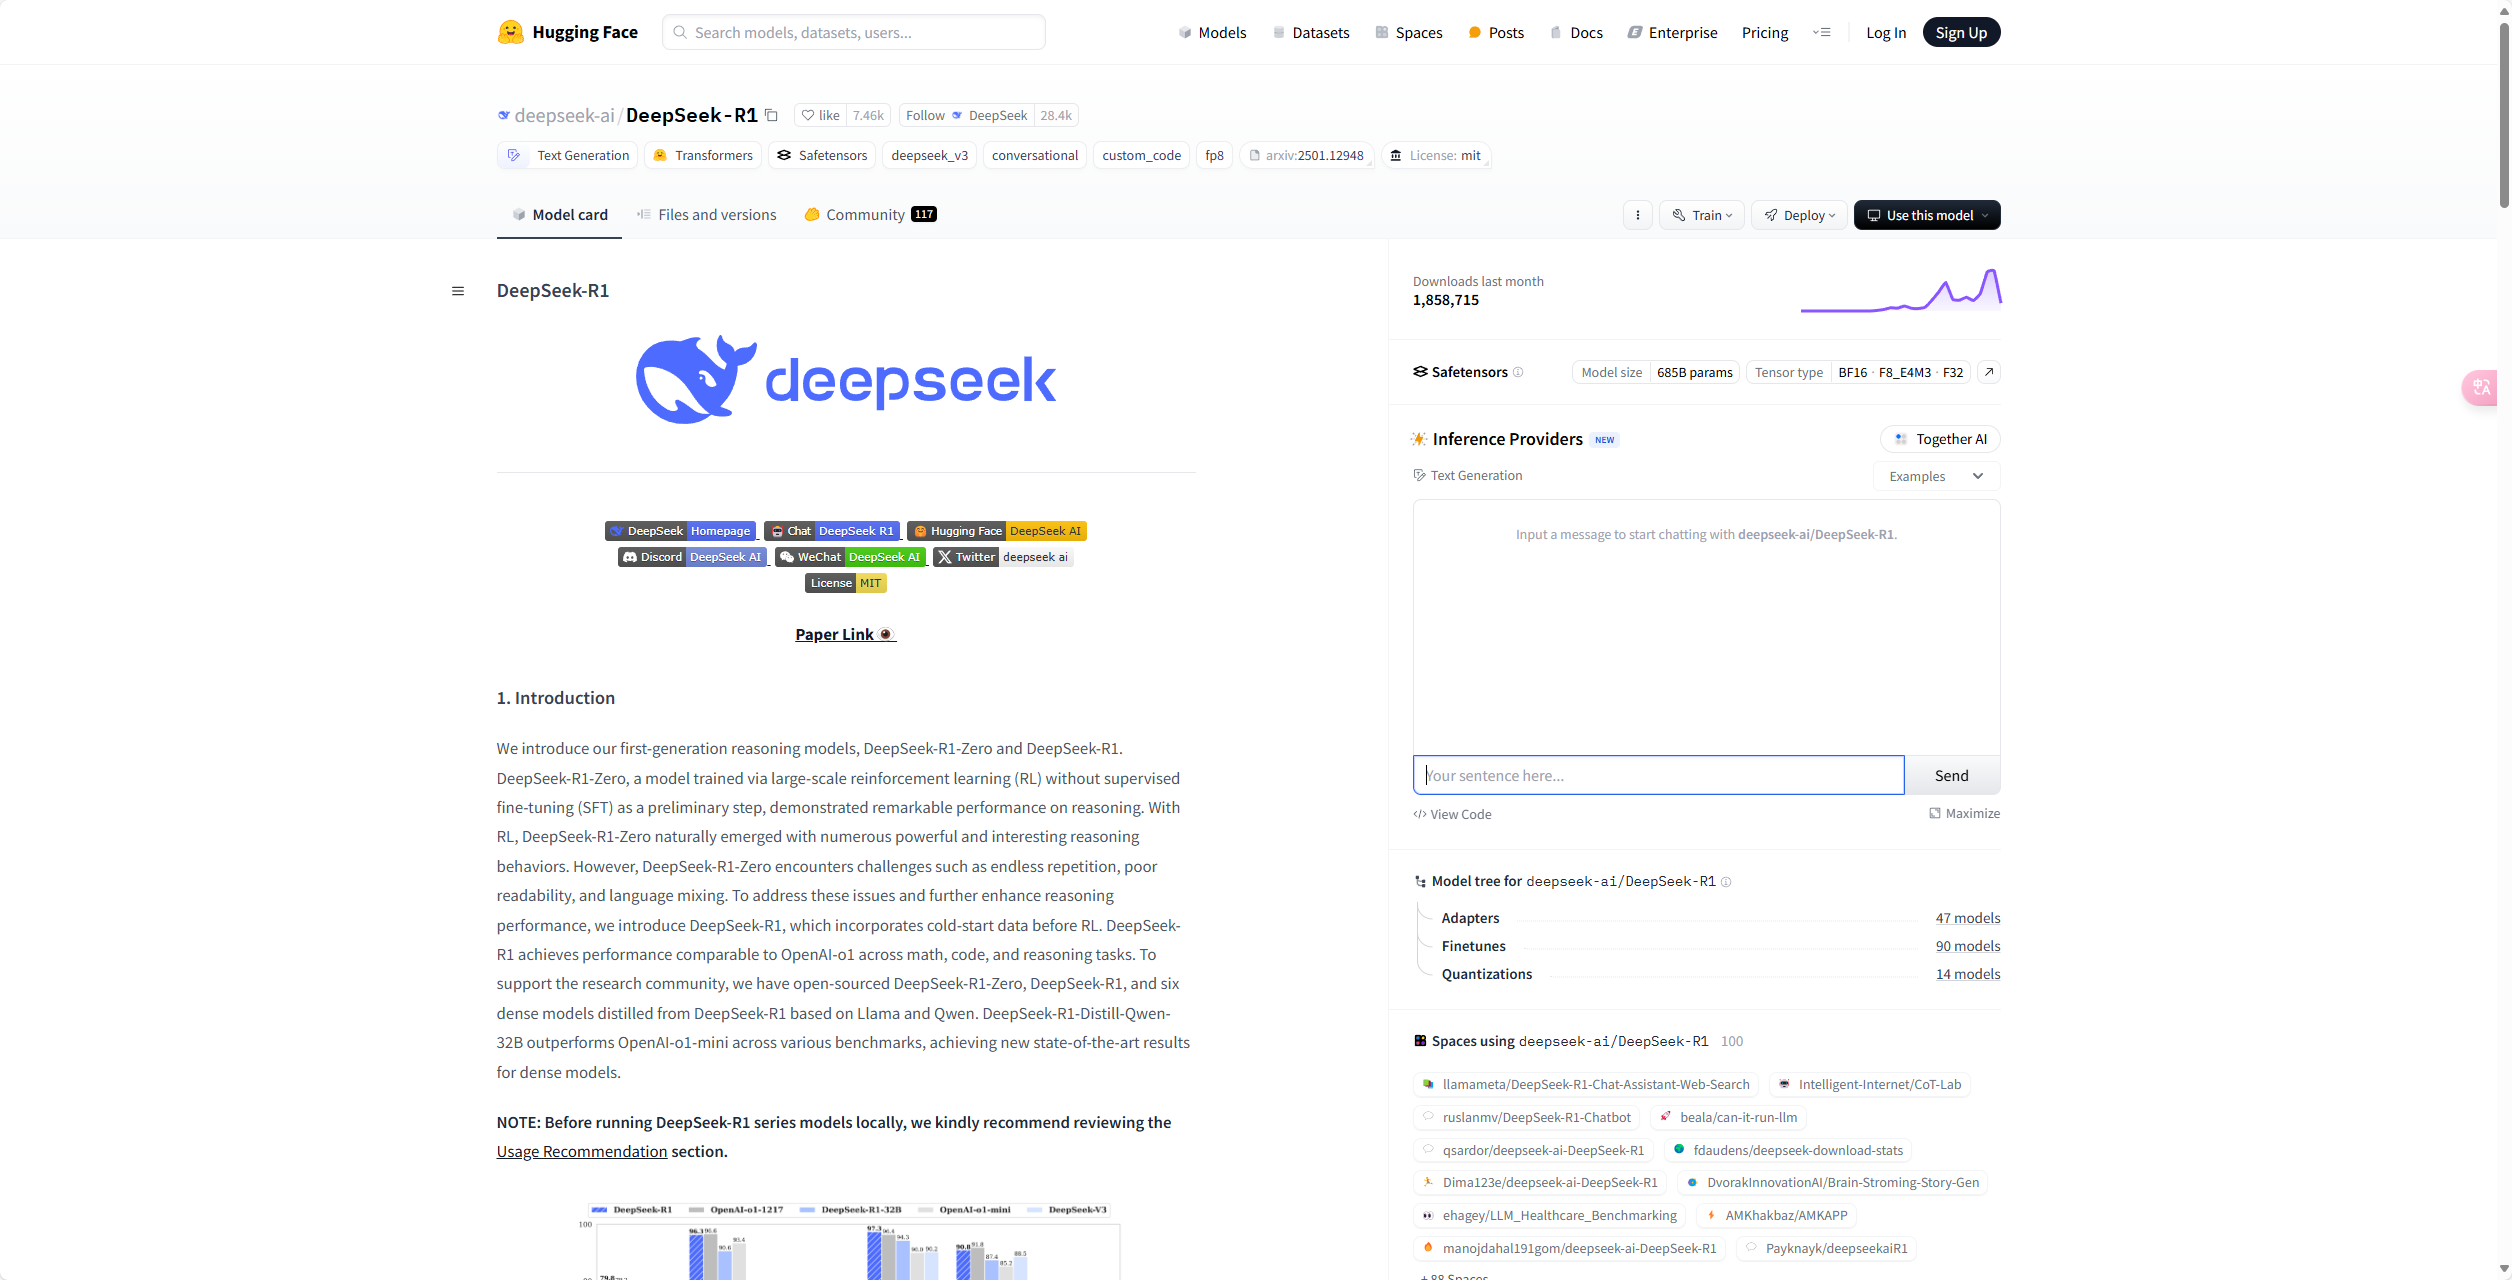 Hugging Face
Search models, datasets, users...
Models
Datasets
Spaces
Posts
Docs
Enterprise
Pricing
Log In
Sign Up
deepseek-ai/DeepSeek-R1
like 7.46k
Follow DeepSeek 28.4k
Text Generation
Transformers
Safetensors
deepseek_v3
conversational
custom_code
fp8
arxiv:2501.12948
License: mit
Model card
Files and versions
Community 117
Train
Deploy
Use this model
DeepSeek-R1
deepseek
DeepSeek Homepage
Chat DeepSeek R1
Hugging Face DeepSeek AI
Discord DeepSeek AI
WeChat DeepSeek AI
Twitter deepseek ai
License MIT
Paper Link
1. Introduction
We introduce our first-generation reasoning models, DeepSeek-R1-Zero and DeepSeek-R1.
DeepSeek-R1-Zero, a model trained via large-scale reinforcement learning (RL) without supervised
fine-tuning (SFT) as a preliminary step, demonstrated remarkable performance on reasoning. With
RL, DeepSeek-R1-Zero naturally emerged with numerous powerful and interesting reasoning
behaviors. However, DeepSeek-R1-Zero encounters challenges such as endless repetition, poor
readability, and language mixing. To address these issues and further enhance reasoning
performance, we introduce DeepSeek-R1, which incorporates cold-start data before RL. DeepSeek-
R1 achieves performance comparable to OpenAI-o1 across math, code, and reasoning tasks. To
support the research community, we have open-sourced DeepSeek-R1-Zero, DeepSeek-R1, and six
dense models distilled from DeepSeek-R1 based on Llama and Qwen. DeepSeek-R1-Distill-Qwen-
32B outperforms OpenAI-o1-mini across various benchmarks, achieving new state-of-the-art results
for dense models.
NOTE: Before running DeepSeek-R1 series models locally, we kindly recommend reviewing the
Usage Recommendation section.
DeepSeek-R1 OpenAI-o1-1217 DeepSeek-R1-32B OpenAI-o1-mini DeepSeek-V3
100
96.3 96.6
90.6
93.4
97.3
96.4
94.3
90.0 90.2
90.8
91.8
87.4
85.2
88.5
79.8
Downloads last month
1,858,715
Safetensors
Model size 685B params
Tensor type BF16 · F8_E4M3 · F32
Inference Providers NEW
Together AI
Text Generation
Examples
Input a message to start chatting with deepseek-ai/DeepSeek-R1.
Your sentence here...
Send
View Code
Maximize
Model tree for deepseek-ai/DeepSeek-R1
Adapters 47 models
Finetunes 90 models
Quantizations 14 models
Spaces using deepseek-ai/DeepSeek-R1 100
llamameta/DeepSeek-R1-Chat-Assistant-Web-Search
Intelligent-Internet/CoT-Lab
ruslanmv/DeepSeek-R1-Chatbot
beala/can-it-run-llm
qsardor/deepseek-ai-DeepSeek-R1
fdaudens/deepseek-download-stats
Dima123e/deepseek-ai-DeepSeek-R1
DvorakInnovationAI/Brain-Stroming-Story-Gen
ehagey/LLM_Healthcare_Benchmarking
AMKhakbaz/AMKAPP
manojdahal191gom/deepseek-ai-DeepSeek-R1
Payknayk/deepseekaiR1
+ 88 Spaces